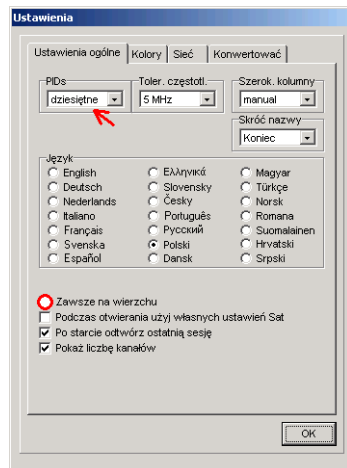 Ustawienia
Ustawienia ogólne Kolory Sieć Konwertować
PIDs Toler. częstotl. Szerok. kolumny
dziesiętne 5 MHz manual
Skróć nazwy
Koniec
Język
English Ελληνικά Magyar
Deutsch Slovensky Türkçe
Nederlands Česky Norsk
Italiano Português Romana
Français Русский Suomalainen
Svenska Polski Hrvatski
Español Dansk Srpski
Zawsze na wierzchu
Podczas otwierania użyj własnych ustawień Sat
Po starcie odtwórz ostatnią sesję
Pokaż liczbę kanałów
OK